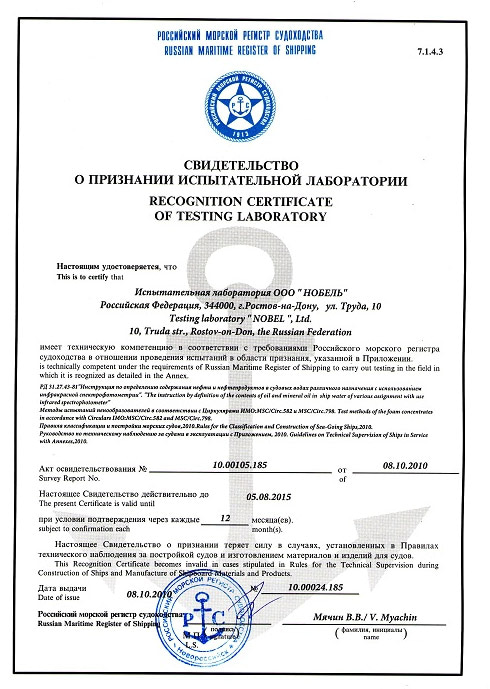 РОССИЙСКИЙ МОРСКОЙ РЕГИСТР СУДОХОДСТВА
RUSSIAN MARITIME REGISTER OF SHIPPING
7.1.4.3
РОССИЙСКИЙ МОРСКОЙ РЕГИСТР СУДОХОДСТВА
Р С
1913
СВИДЕТЕЛЬСТВО
О ПРИЗНАНИИ ИСПЫТАТЕЛЬНОЙ ЛАБОРАТОРИИ
RECOGNITION CERTIFICATE
OF TESTING LABORATORY
Настоящим удостоверяется, что
This is to certify that
Испытательная лаборатория ООО " НОБЕЛЬ"
Российская Федерация, 344000, г.Ростов-на-Дону, ул. Труда, 10
Testing laboratory " NOBEL ", Ltd.
10, Truda str., Rostov-on-Don, the Russian Federation
имеет техническую компетенцию в соответствии с требованиями Российского морского регистра
судоходства в отношении проведения испытаний в области признания, указанной в Приложении.
is technically competent under the requirements of Russian Maritime Register of Shipping to carry out testing in the field in
which it is recognized as detailed in the Annex.
РД 31.27.43-81"Инструкция по определению содержания нефти и нефтепродуктов в судовых водах различного назначения с использованием
инфракрасной спектрофотометрии". "The instruction by definition of the contents of oil and mineral oil in ship water of various assignment with use
infrared spectrophotometer"
Методы испытаний пенообразователей в соответствии с Циркулярами ИМО:MSC/Circ.582 и MSC/Circ.798. Test methods of the foam concentrates
in accordance with Circulars IMO:MSC/Circ.582 and MSC/Circ.798.
Правила классификации и постройки морских судов,2010.Rules for the Classification and Construction of Sea-Going Ships,2010.
Руководство по техническому наблюдению за судами в эксплуатации с Приложением, 2010. Guidelines on Technical Supervision of Ships in Service
with Annexes,2010.
Акт освидетельствования № 10.00105.185 от 08.10.2010
Survey Report No. of
Настоящее Свидетельство действительно до
The present Certificate is valid until 05.08.2015
при условии подтверждения через каждые 12 месяца(ев).
subject to confirmation each month(s).
Настоящее Свидетельство о признании теряет силу в случаях, установленных в Правилах
технического наблюдения за постройкой судов и изготовлением материалов и изделий для судов.
This Recognition Certificate becomes invalid in cases stipulated in Rules for the Technical Supervision during
Construction of Ships and Manufacture of Shipboard Materials and Products.
Дата выдачи 08.10.2010 № 10.00024.185
Date of issue
Российский морской регистр судоходства
Russian Maritime Register of Shipping
Р С
L.S.
Мячин В.В./ V. Myachin
( фамилия, инициалы )
name